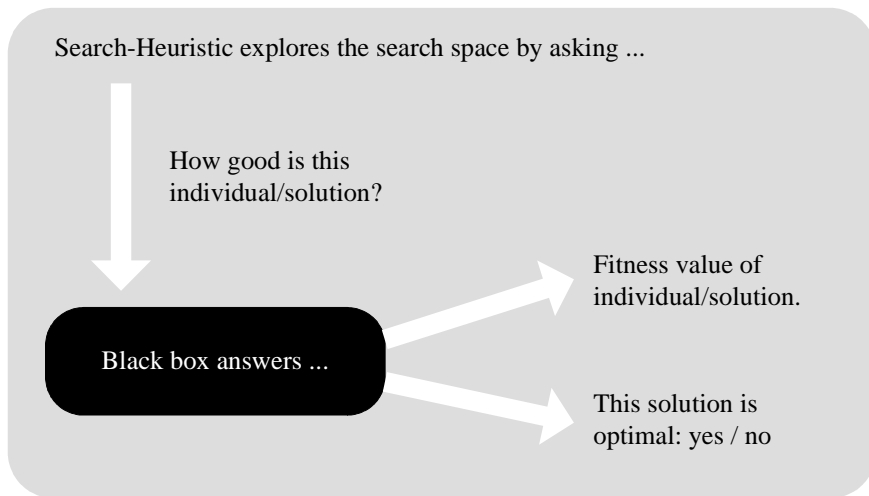 Search-Heuristic explores the search space by asking ...
How good is this
individual/solution?
Fitness value of
individual/solution.
Black box answers ...
This solution is
optimal: yes / no